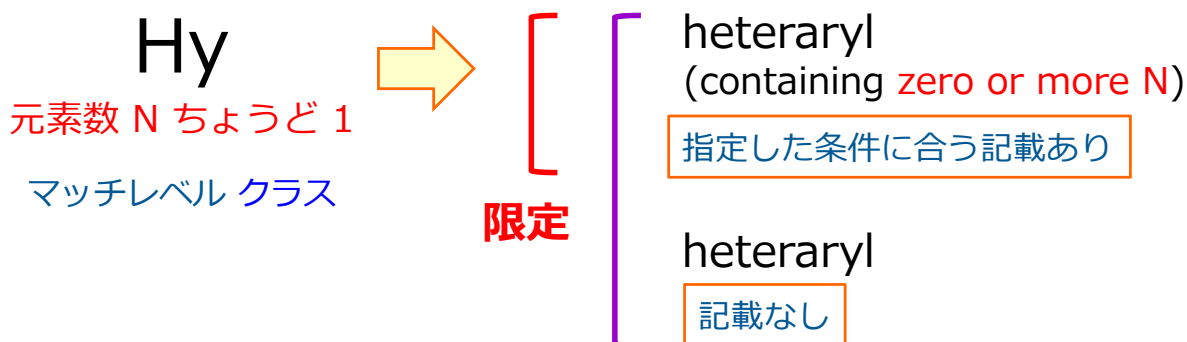 Hy
元素数 N ちょうど 1
マッチレベル クラス
限定
heteraryl
(containing zero or more N)
指定した条件に合う記載あり
heteraryl
記載なし